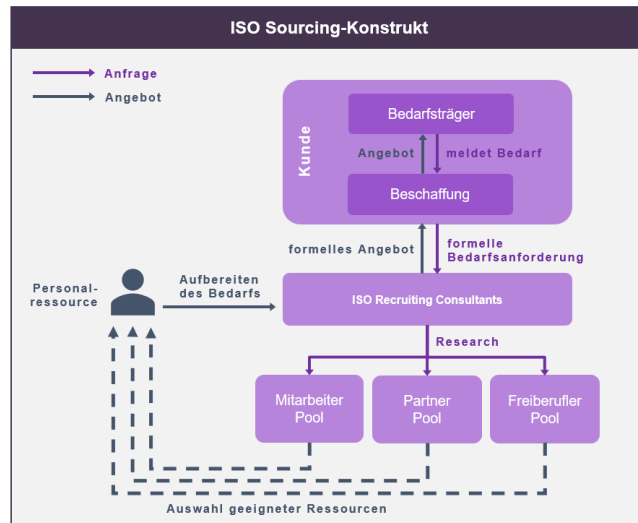 ISO Sourcing-Konstrukt
Anfrage
Angebot
Kunde
Bedarfsträger
Angebot
meldet Bedarf
Beschaffung
formelles Angebot
formelle
Bedarfsanforderung
Personal-
ressource
Aufbereiten
des Bedarfs
ISO Recruiting Consultants
Research
Mitarbeiter
Pool
Partner
Pool
Freiberufler
Pool
Auswahl geeigneter Ressourcen